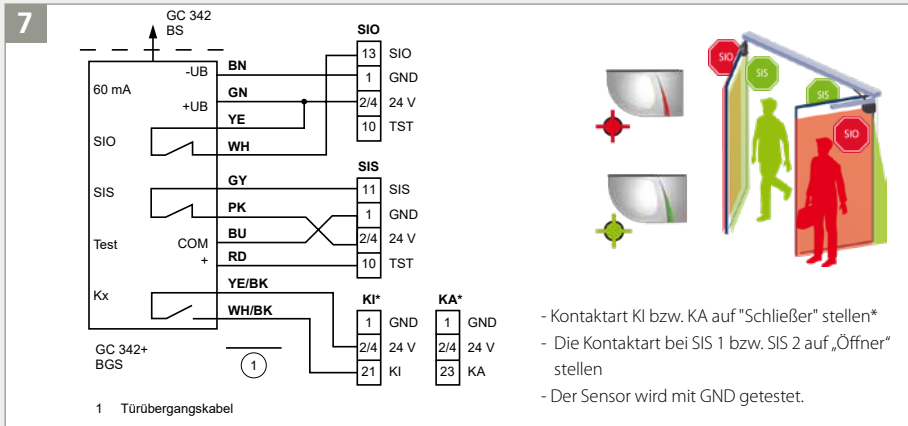 7
GC 342
BS
60 mA
-UB
+UB
SIO
SIS
Test
COM
+
Kx
GC 342+
BGS
BN
GN
YE
WH
GY
PK
BU
RD
YE/BK
WH/BK
1
1 Türübergangskabel
SIO
13 SIO
1 GND
2/4 24 V
10 TST
SIS
11 SIS
1 GND
2/4 24 V
10 TST
KI*
1 GND
2/4 24 V
21 KI
KA*
1 GND
2/4 24 V
23 KA
SIO
SIS
SIS
SIO
- Kontaktart KI bzw. KA auf "Schließer" stellen*
- Die Kontaktart bei SIS 1 bzw. SIS 2 auf „Öffner“
stellen
- Der Sensor wird mit GND getestet.